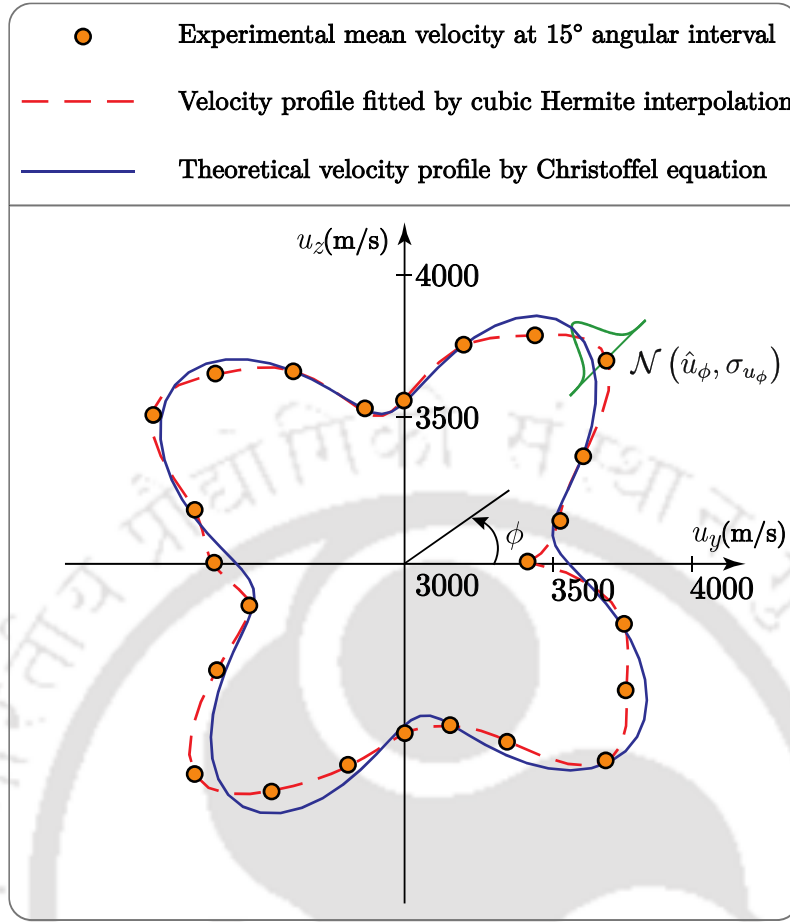 Experimental mean velocity at 15° angular interval
Velocity profile fitted by cubic Hermite interpolation
Theoretical velocity profile by Christoffel equation
u_z(m/s)
4000
𝒩 (û_ϕ, σ_{u_ϕ})
3500
ϕ
u_y(m/s)
3000
3500
4000